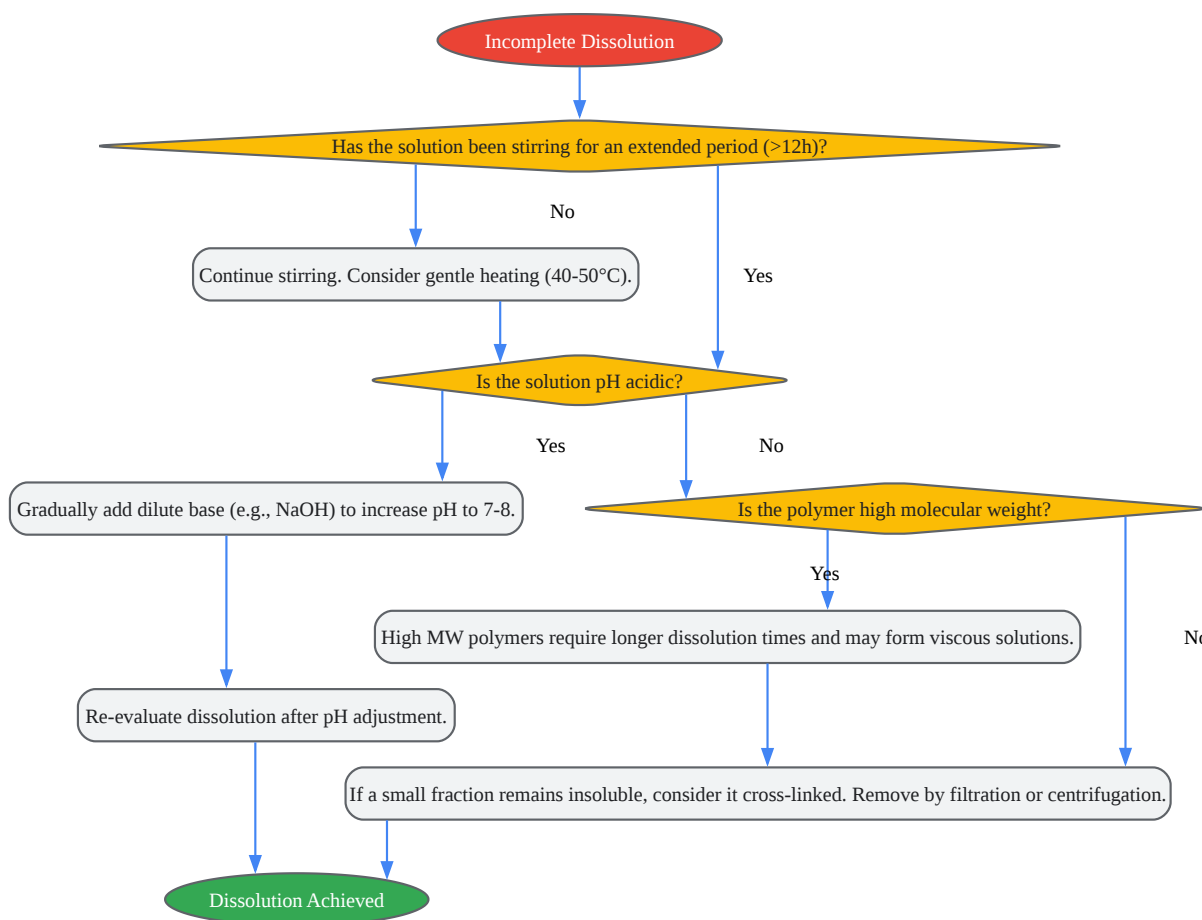 Incomplete Dissolution
Has the solution been stirring for an extended period (>12h)?
No
Continue stirring. Consider gentle heating (40-50°C).
Yes
Is the solution pH acidic?
Yes
No
Gradually add dilute base (e.g., NaOH) to increase pH to 7-8.
Is the polymer high molecular weight?
Yes
High MW polymers require longer dissolution times and may form viscous solutions.
No
Re-evaluate dissolution after pH adjustment.
If a small fraction remains insoluble, consider it cross-linked. Remove by filtration or centrifugation.
Dissolution Achieved